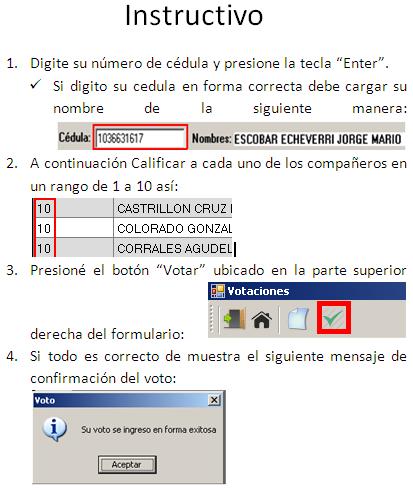 Instructivo
1. Digite su número de cédula y presione la tecla “Enter”.
✓ Si digito su cedula en forma correcta debe cargar su
nombre de la siguiente manera:
Cédula: 1036631617 Nombres: ESCOBAR ECHEVERRI JORGE MARIO
2. A continuación Calificar a cada uno de los compañeros en
un rango de 1 a 10 así:
10 CASTRILLON CRUZ
10 COLORADO GONZAL
10 CORRALES AGUDEL
3. Presioné el botón “Votar” ubicado en la parte superior
Votaciones
derecha del formulario:
4. Si todo es correcto de muestra el siguiente mensaje de
confirmación del voto:
Voto
Su voto se ingreso en forma exitosa
Aceptar